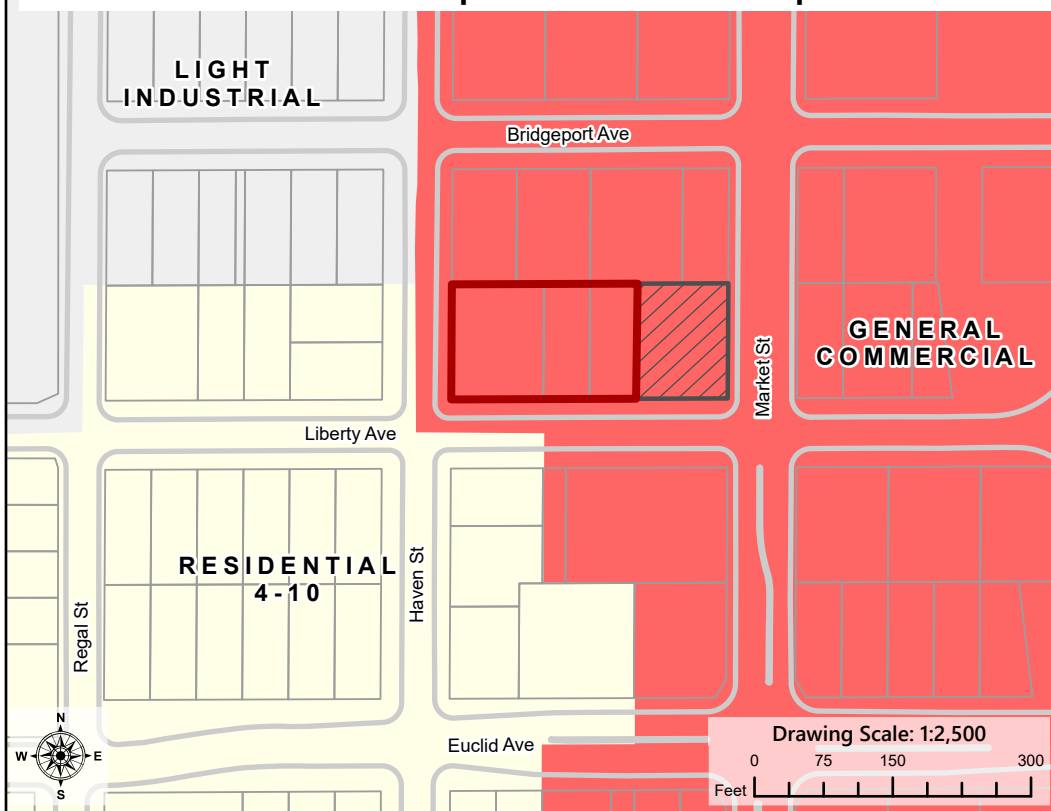 LIGHT
INDUSTRIAL
Bridgeport Ave
GENERAL
COMMERCIAL
Market St
Liberty Ave
RESIDENTIAL
4-10
Haven St
Regal St
Euclid Ave
N
W E
S
Drawing Scale: 1:2,500
0 75 150 300
Feet